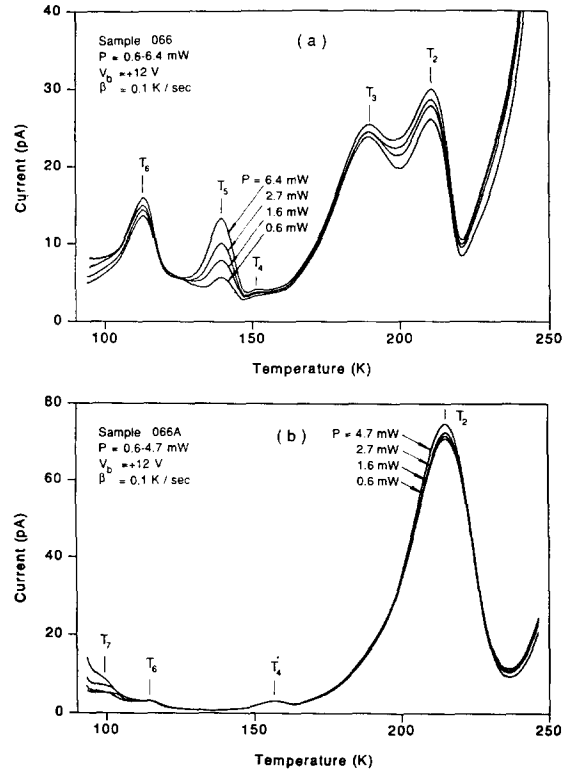 40
30
20
10
0
Current (pA)
Sample 066
P = 0.6-6.4 mW
V_b =+12 V
β = 0.1 K / sec
( a )
T_6
T_5
T_4
T_3
T_2
P = 6.4 mW
2.7 mW
1.6 mW
0.6 mW
100
150
200
250
Temperature (K)
80
60
40
20
0
Current (pA)
Sample 066A
P = 0.6-4.7 mW
V_b =+12 V
β = 0.1 K / sec
( b )
P = 4.7 mW
2.7 mW
1.6 mW
0.6 mW
T_2
T_7
T_6
T_4'
100
150
200
250
Temperature (K)